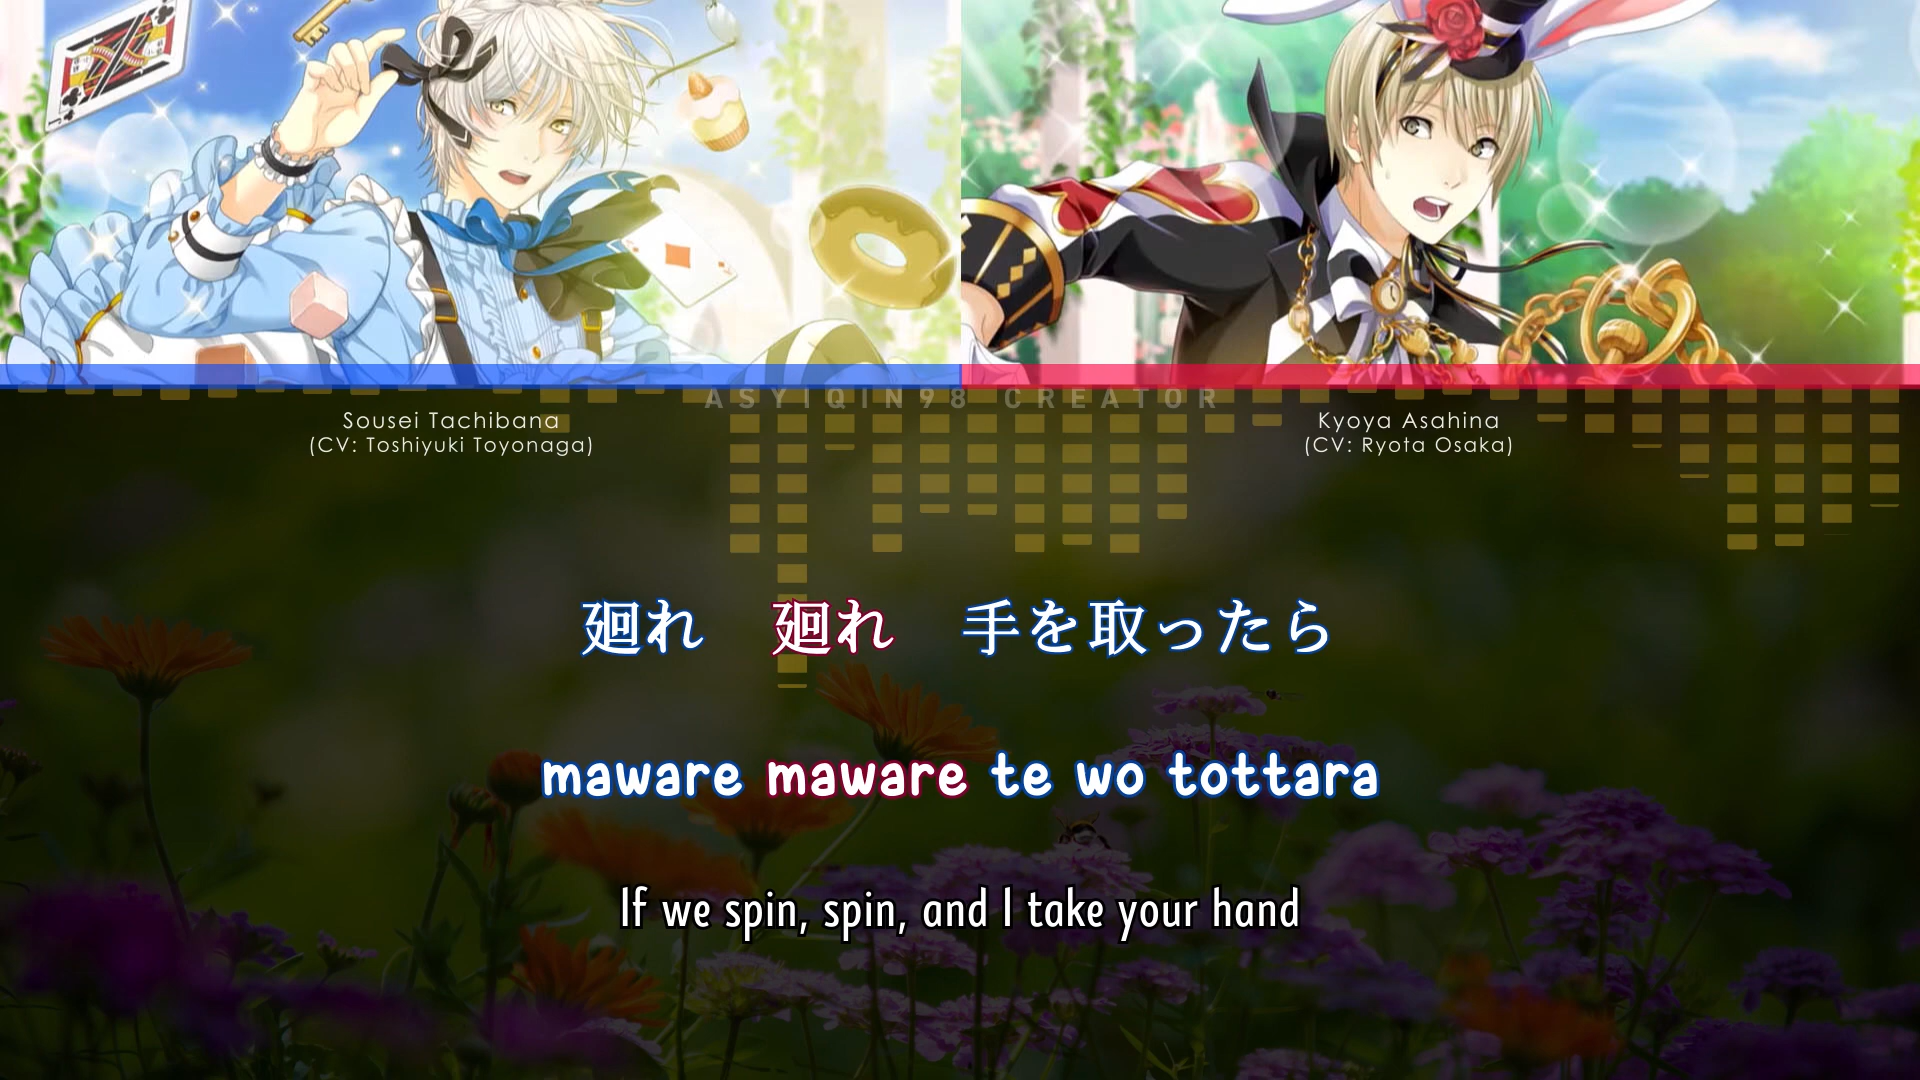 ASYIQIN98 CREATOR
Sousei Tachibana
(CV: Toshiyuki Toyonaga)
Kyoya Asahina
(CV: Ryota Osaka)
廻れ 廻れ 手を取ったら
maware maware te wo tottara
If we spin, spin, and I take your hand